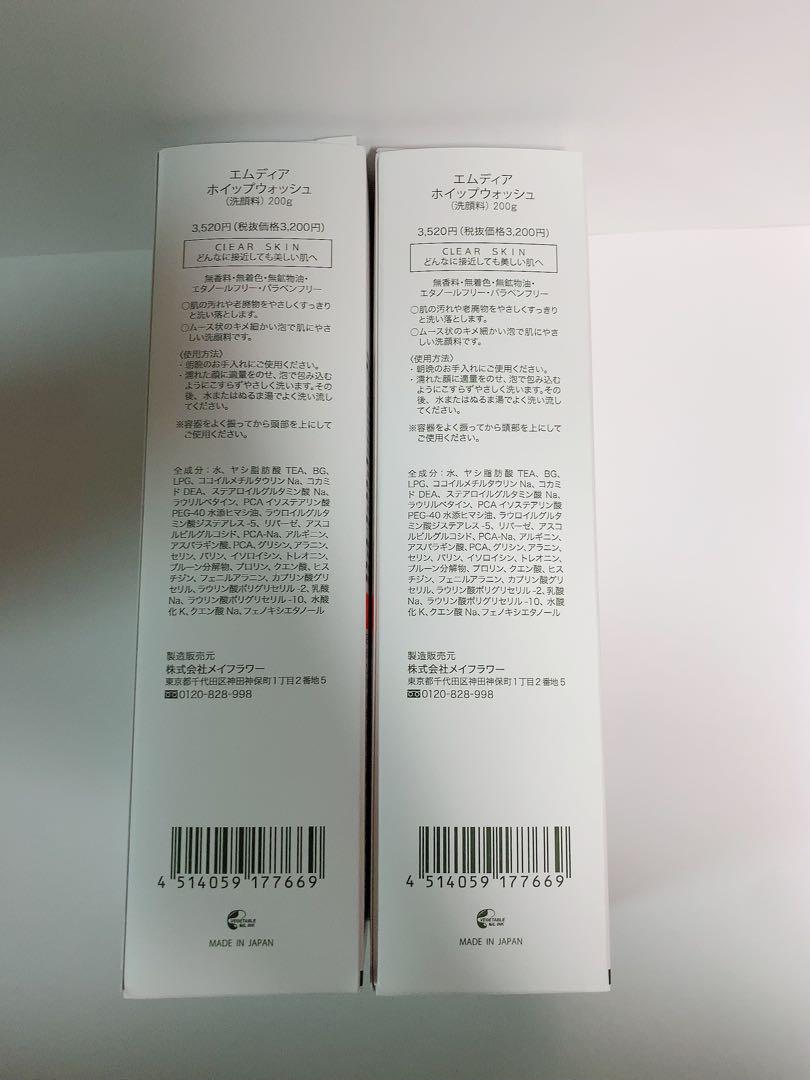 エムディア
ホイップウォッシュ
(洗顔料) 200g
3,520円(税抜価格3,200円)
CLEAR SKIN
どんなに接近しても美しい肌へ
無香料・無着色・無鉱物油・
エタノールフリー・パラベンフリー
○肌の汚れや老廃物をやさしくすっきり
と洗い落とします。
○ムース状のキメ細かい泡で肌にやさ
しい洗顔料です。
〈使用方法〉
・朝晩のお手入れにご使用ください。
・濡れた顔に適量をのせ、泡で包み込む
ようにこすらずやさしく洗います。その
後、水またはぬるま湯でよく洗い流し
てください。
※容器をよく振ってから頭部を上にして
ご使用ください。
全成分：水、ヤシ脂肪酸 TEA、BG、
LPG、ココイルメチルタウリン Na、コカミ
ド DEA、ステアロイルグルタミン酸 Na、
ラウリルベタイン、PCA イソステアリン酸
PEG-40 水添ヒマシ油、ラウロイルグルタ
ミン酸ジステアレス -5、リパーゼ、アスコ
ルビルグルコシド、PCA-Na、アルギニン、
アスパラギン酸、PCA、グリシン、アラニン、
セリン、バリン、イソロイシン、トレオニン、
プルーン分解物、プロリン、クエン酸、ヒス
チジン、フェニルアラニン、カプリン酸グリ
セリル、ラウリン酸ポリグリセリル -2、乳酸
Na、ラウリン酸ポリグリセリル -10、水酸
化 K、クエン酸 Na、フェノキシエタノール
製造販売元
株式会社メイフラワー
東京都千代田区神田神保町1丁目2番地5
0120-828-998
4 514059 177669
VEGETABLE
OIL INK
MADE IN JAPAN
エムディア
ホイップウォッシュ
(洗顔料) 200g
3,520円(税抜価格3,200円)
CLEAR SKIN
どんなに接近しても美しい肌へ
無香料・無着色・無鉱物油・
エタノールフリー・パラベンフリー
○肌の汚れや老廃物をやさしくすっきり
と洗い落とします。
○ムース状のキメ細かい泡で肌にやさ
しい洗顔料です。
〈使用方法〉
・朝晩のお手入れにご使用ください。
・濡れた顔に適量をのせ、泡で包み込む
ようにこすらずやさしく洗います。その
後、水またはぬるま湯でよく洗い流し
てください。
※容器をよく振ってから頭部を上にして
ご使用ください。
全成分：水、ヤシ脂肪酸 TEA、BG、
LPG、ココイルメチルタウリン Na、コカミ
ド DEA、ステアロイルグルタミン酸 Na、
ラウリルベタイン、PCA イソステアリン酸
PEG-40 水添ヒマシ油、ラウロイルグルタ
ミン酸ジステアレス -5、リパーゼ、アスコ
ルビルグルコシド、PCA-Na、アルギニン、
アスパラギン酸、PCA、グリシン、アラニン、
セリン、バリン、イソロイシン、トレオニン、
プルーン分解物、プロリン、クエン酸、ヒス
チジン、フェニルアラニン、カプリン酸グリ
セリル、ラウリン酸ポリグリセリル -2、乳酸
Na、ラウリン酸ポリグリセリル -10、水酸
化 K、クエン酸 Na、フェノキシエタノール
製造販売元
株式会社メイフラワー
東京都千代田区神田神保町1丁目2番地5
0120-828-998
4 514059 177669
VEGETABLE
OIL INK
MADE IN JAPAN